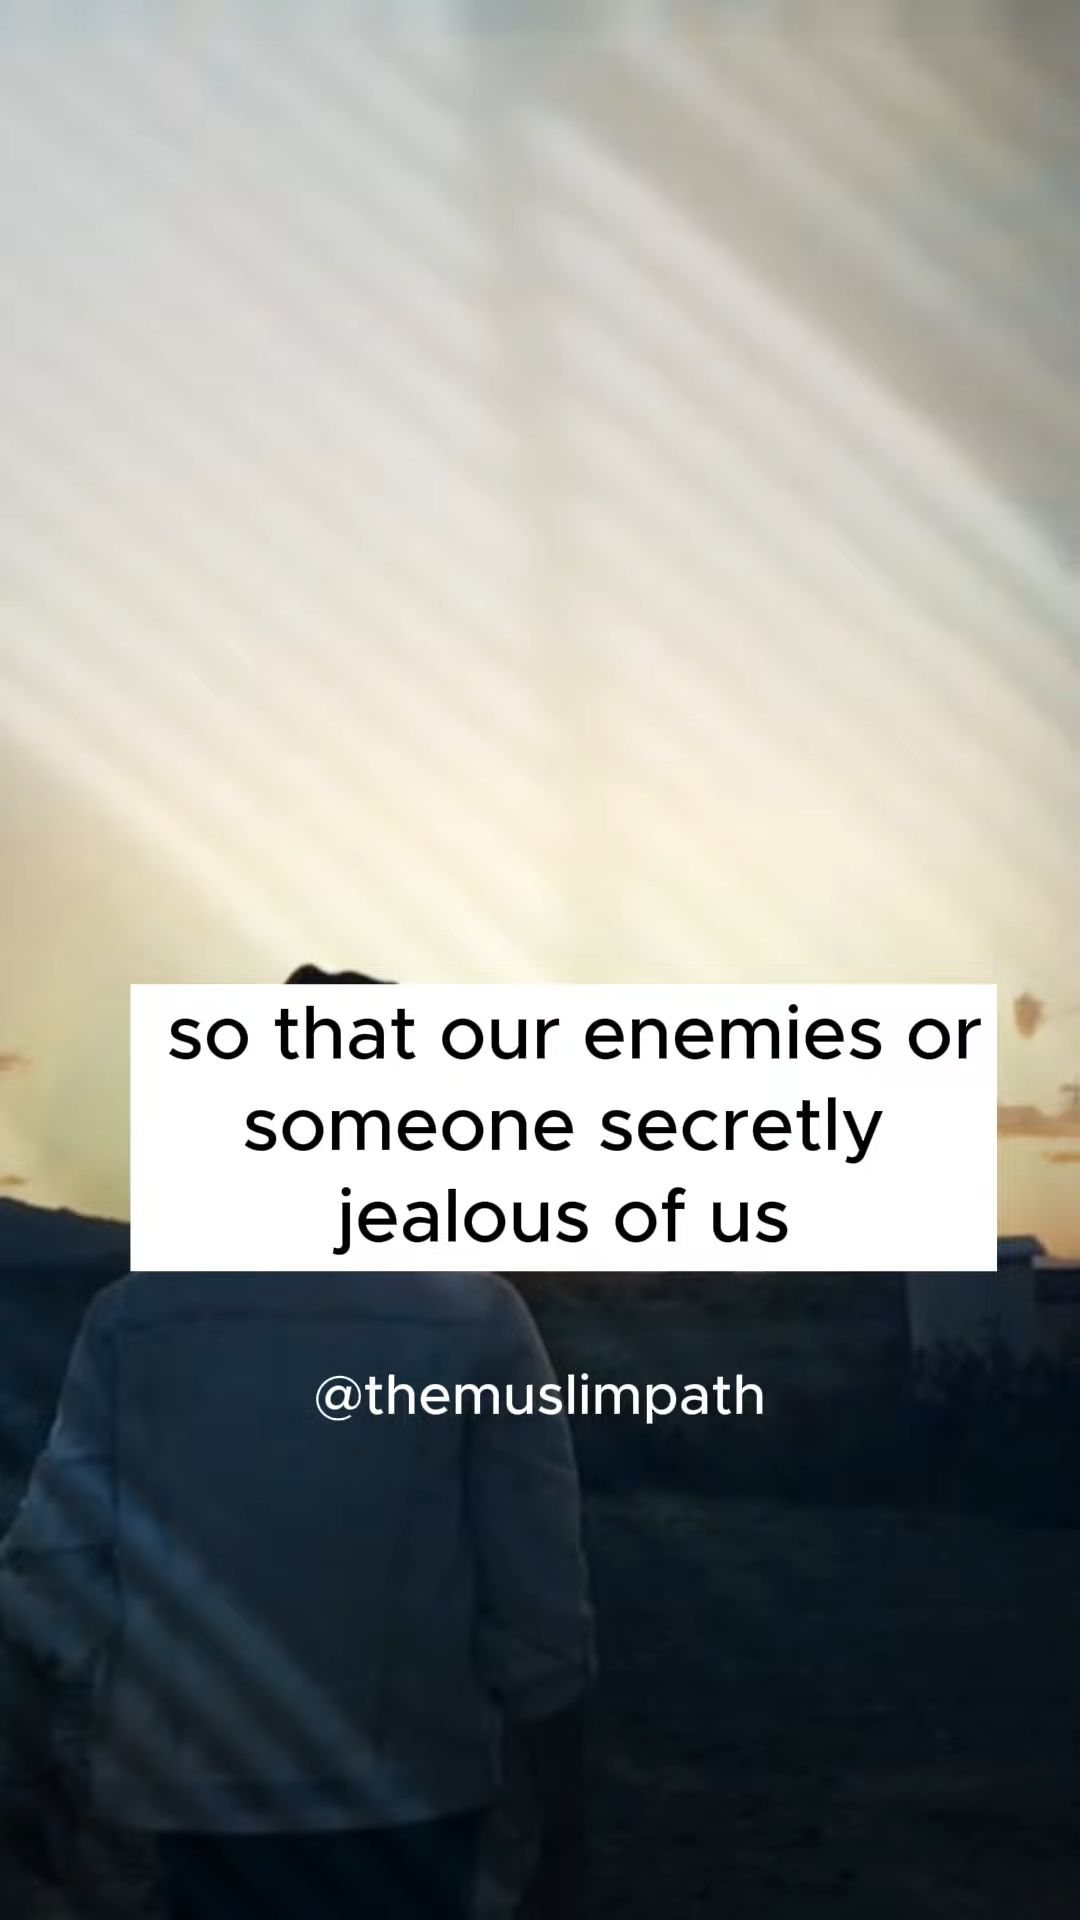 so that our enemies or
someone secretly
jealous of us
@themuslimpath